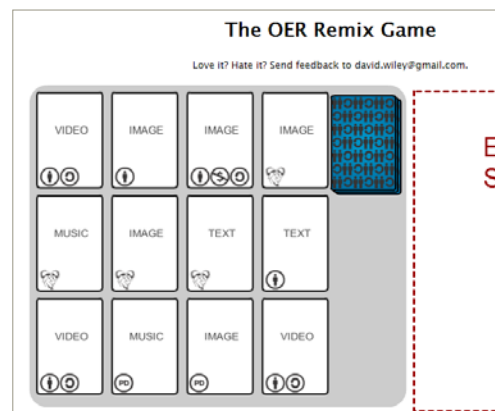 The OER Remix Game
Love it? Hate it? Send feedback to david.wiley@gmail.com.
VIDEO IMAGE IMAGE IMAGE
E
S
MUSIC IMAGE TEXT TEXT
VIDEO MUSIC IMAGE VIDEO
PD PD